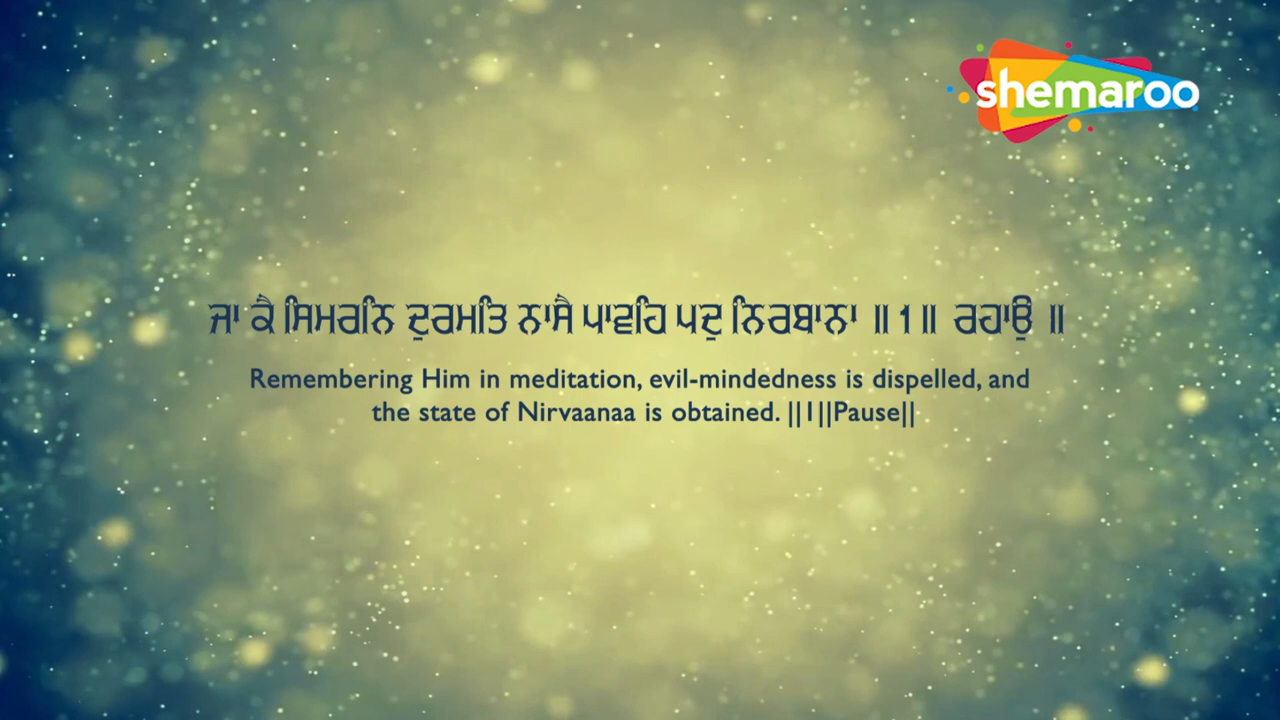 shemaroo
ਜਾ ਕੈ ਸਿਮਰਨਿ ਦੁਰਮਤਿ ਨਾਸੈ ਪਾਵਹਿ ਪਦੁ ਨਿਰਬਾਨਾ ॥ 1 ॥ ਰਹਾਉ ॥
Remembering Him in meditation, evil-mindedness is dispelled, and
the state of Nirvaanaa is obtained. ||1||Pause||